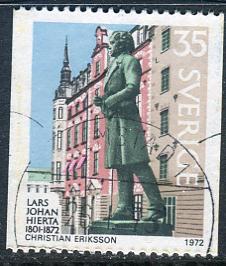 35
SVERIGE
LARS
JOHAN
HIERTA
1801-1872
CHRISTIAN ERIKSSON
1972